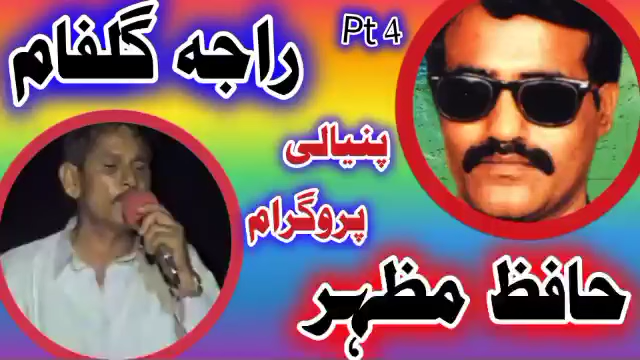 راجہ گلفام
Pt 4
پنیالی
پروگرام
حافظ مظہر